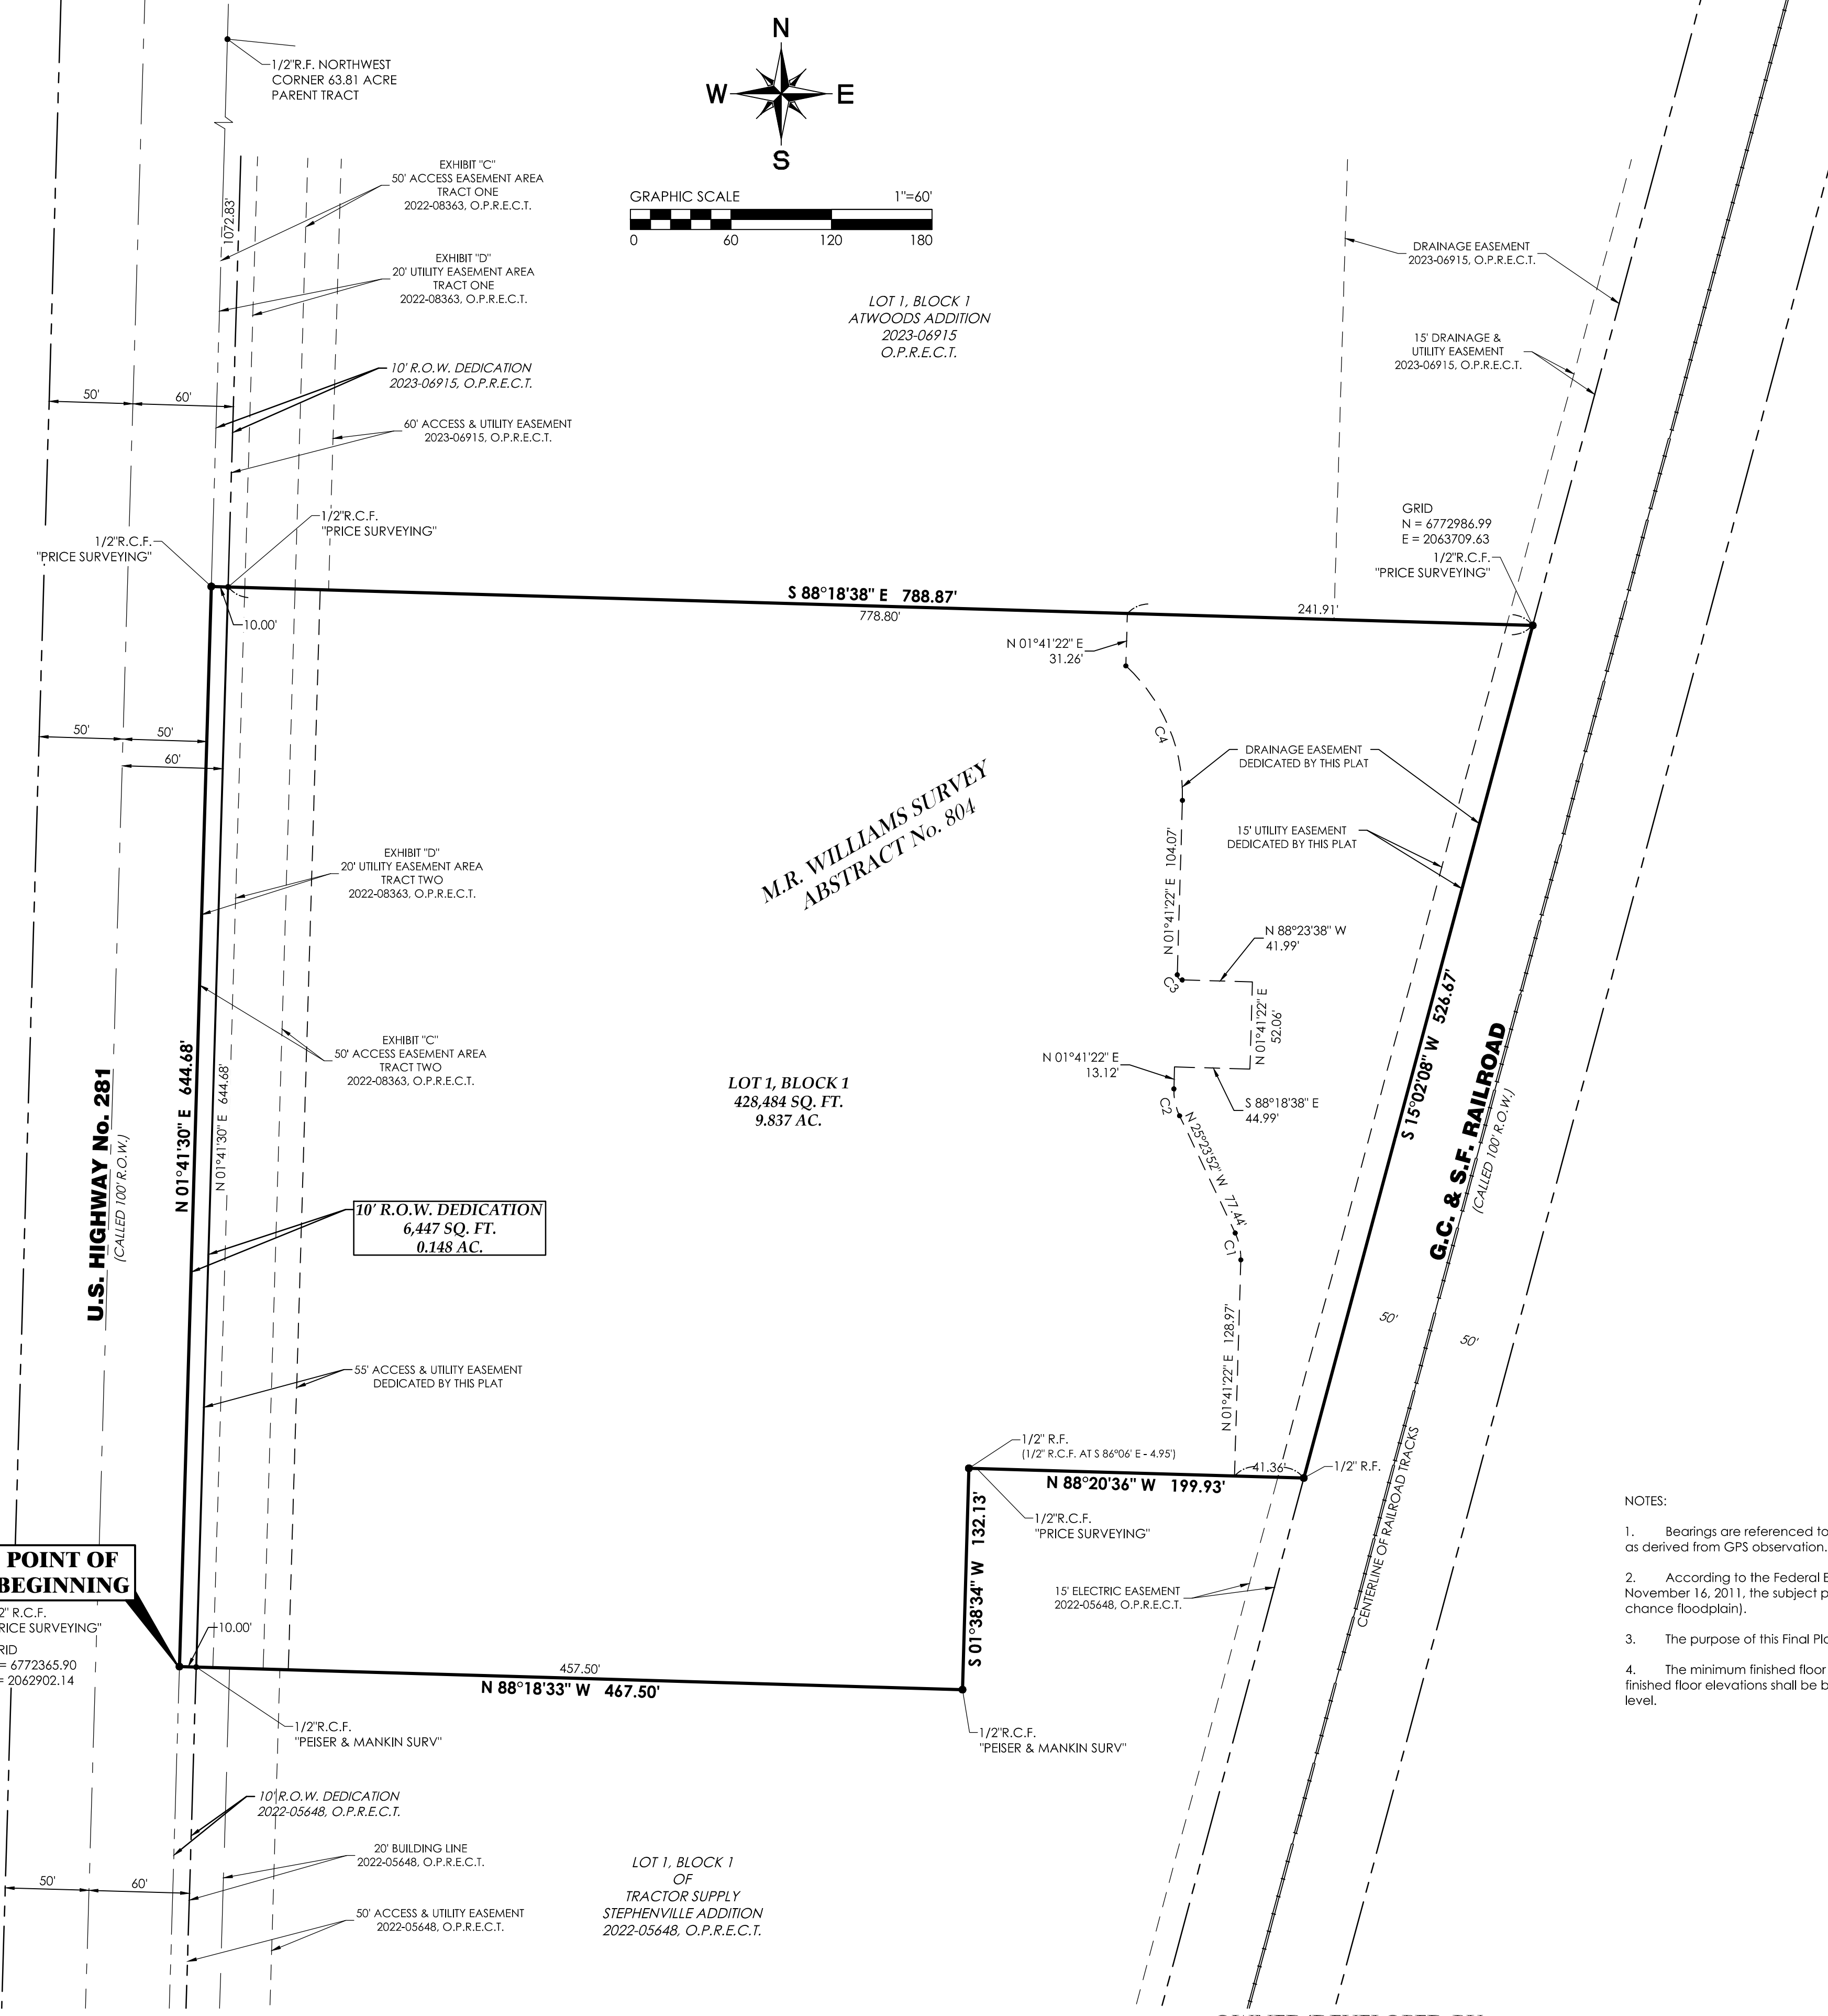 N
W
E
S
GRAPHIC SCALE 1"=60'
0 60 120 180
1/2"R.F. NORTHWEST
CORNER 63.81 ACRE
PARENT TRACT
1072.83'
EXHIBIT "C"
50' ACCESS EASEMENT AREA
TRACT ONE
2022-08363, O.P.R.E.C.T.
EXHIBIT "D"
20' UTILITY EASEMENT AREA
TRACT ONE
2022-08363, O.P.R.E.C.T.
10' R.O.W. DEDICATION
2023-06915, O.P.R.E.C.T.
50' 60'
60' ACCESS & UTILITY EASEMENT
2023-06915, O.P.R.E.C.T.
LOT 1, BLOCK 1
ATWOODS ADDITION
2023-06915
O.P.R.E.C.T.
DRAINAGE EASEMENT
2023-06915, O.P.R.E.C.T.
15' DRAINAGE &
UTILITY EASEMENT
2023-06915, O.P.R.E.C.T.
1/2"R.C.F.
"PRICE SURVEYING"
1/2"R.C.F.
"PRICE SURVEYING"
GRID
N = 6772986.99
E = 2063709.63
1/2"R.C.F.
"PRICE SURVEYING"
10.00'
S 88°18'38" E 788.87'
778.80'
241.91'
N 01°41'22" E
31.26'
C4
50' 50'
60'
DRAINAGE EASEMENT
DEDICATED BY THIS PLAT
15' UTILITY EASEMENT
DEDICATED BY THIS PLAT
M.R. WILLIAMS SURVEY
ABSTRACT No. 804
EXHIBIT "D"
20' UTILITY EASEMENT AREA
TRACT TWO
2022-08363, O.P.R.E.C.T.
N 01°41'22" E 104.07'
N 88°23'38" W
41.99'
C3
N 01°41'22" E
52.06'
EXHIBIT "C"
50' ACCESS EASEMENT AREA
TRACT TWO
2022-08363, O.P.R.E.C.T.
N 01°41'22" E
13.12'
S 88°18'38" E
44.99'
C2
N 25°23'52" W 77.44'
C1
N 01°41'22" E 128.97'
LOT 1, BLOCK 1
428,484 SQ. FT.
9.837 AC.
U.S. HIGHWAY No. 281
(CALLED 100' R.O.W.)
N 01°41'30" E 644.68'
N 01°41'30" E 644.68'
10' R.O.W. DEDICATION
6,447 SQ. FT.
0.148 AC.
S 15°02'08" W 526.67'
G.C. & S.F. RAILROAD
(CALLED 100' R.O.W.)
50'
50'
CENTERLINE OF RAILROAD TRACKS
55' ACCESS & UTILITY EASEMENT
DEDICATED BY THIS PLAT
1/2" R.F.
(1/2" R.C.F. AT S 86°06' E - 4.95')
41.36'
1/2" R.F.
N 88°20'36" W 199.93'
1/2"R.C.F.
"PRICE SURVEYING"
S 01°38'34" W 132.13'
15' ELECTRIC EASEMENT
2022-05648, O.P.R.E.C.T.
POINT OF
BEGINNING
2" R.C.F.
RICE SURVEYING"
RID
= 6772365.90
= 2062902.14
10.00'
457.50'
N 88°18'33" W 467.50'
1/2"R.C.F.
"PEISER & MANKIN SURV"
1/2"R.C.F.
"PEISER & MANKIN SURV"
10' R.O.W. DEDICATION
2022-05648, O.P.R.E.C.T.
20' BUILDING LINE
2022-05648, O.P.R.E.C.T.
50' 60'
50' ACCESS & UTILITY EASEMENT
2022-05648, O.P.R.E.C.T.
LOT 1, BLOCK 1
OF
TRACTOR SUPPLY
STEPHENVILLE ADDITION
2022-05648, O.P.R.E.C.T.
NOTES:
1. Bearings are referenced to
as derived from GPS observation.
2. According to the Federal E
November 16, 2011, the subject p
chance floodplain).
3. The purpose of this Final Pla
4. The minimum finished floor
finished floor elevations shall be b
level.